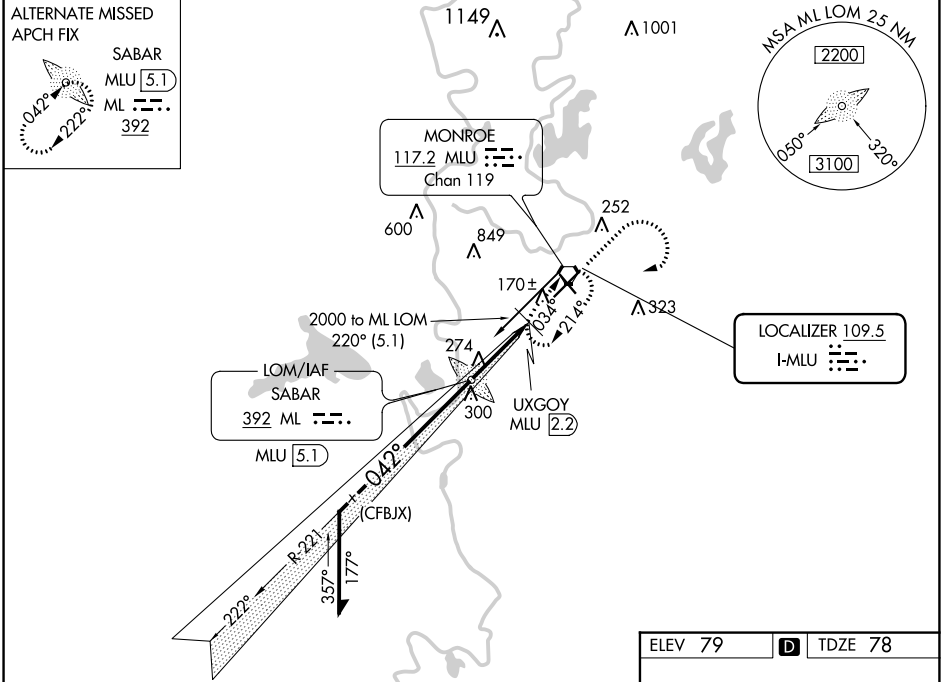 ALTERNATE MISSED
APCH FIX
SABAR
MLU 5.1
ML
392
042°
222°
1149
1001
MSA ML LOM 25 NM
2200
050°
320°
3100
MONROE
117.2 MLU
Chan 119
600
849
252
170±
034°
214°
323
2000 to ML LOM
220° (5.1)
274
LOCALIZER 109.5
I-MLU
LOM/IAF
SABAR
392 ML
MLU 5.1
300
UXGOY
MLU 2.2
042°
(CFBJX)
R-221
222°
357°
177°
ELEV 79 D TDZE 78